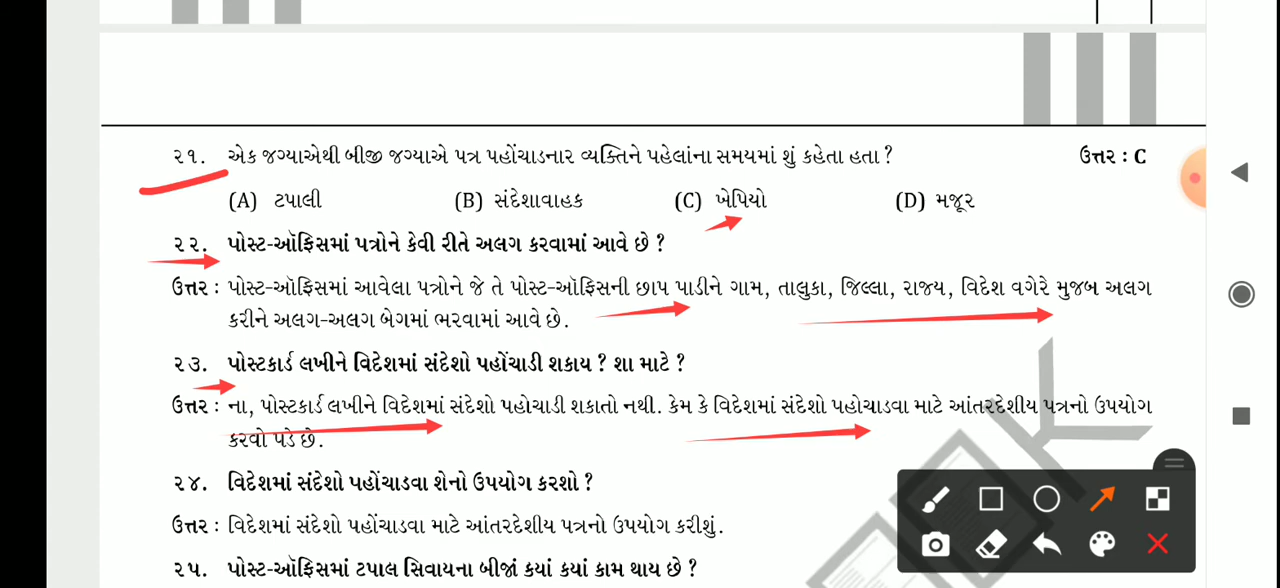 ૨૧. એક જગ્યાએથી બીજી જગ્યાએ પત્ર પહોંચાડનાર વ્યક્તિને પહેલાંના સમયમાં શું કહેતા હતા ? ઉત્તર : C
(A) ટપાલી (B) સંદેશાવાહક (C) ખેપિયો (D) મજૂર
૨૨. પોસ્ટ-ઑફિસમાં પત્રોને કેવી રીતે અલગ કરવામાં આવે છે ?
ઉત્તર : પોસ્ટ-ઑફિસમાં આવેલા પત્રોને જે તે પોસ્ટ-ઑફિસની છાપ પાડીને ગામ, તાલુકા, જિલ્લા, રાજ્ય, વિદેશ વગેરે મુજબ અલગ
કરીને અલગ-અલગ બેગમાં ભરવામાં આવે છે.
૨૩. પોસ્ટકાર્ડ લખીને વિદેશમાં સંદેશો પહોંચાડી શકાય ? શા માટે ?
ઉત્તર : ના, પોસ્ટકાર્ડ લખીને વિદેશમાં સંદેશો પહોચાડી શકાતો નથી. કેમ કે વિદેશમાં સંદેશો પહોચાડવા માટે આંતરદેશીય પત્રનો ઉપયોગ
કરવો પડે છે.
૨૪. વિદેશમાં સંદેશો પહોંચાડવા શેનો ઉપયોગ કરશો ?
ઉત્તર : વિદેશમાં સંદેશો પહોંચાડવા માટે આંતરદેશીય પત્રનો ઉપયોગ કરીશું.
૨૫. પોસ્ટ-ઑફિસમાં ટપાલ સિવાયના બીજાં કયાં કયાં કામ થાય છે ?